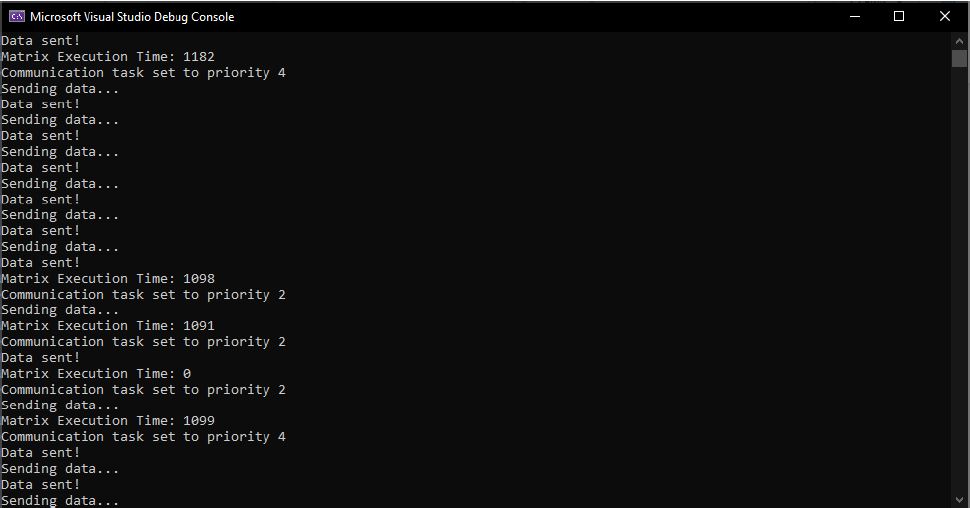 Microsoft Visual Studio Debug Console
Data sent!
Matrix Execution Time: 1182
Communication task set to priority 4
Sending data...
Data sent!
Sending data...
Data sent!
Sending data...
Data sent!
Sending data...
Data sent!
Sending data...
Data sent!
Sending data...
Data sent!
Matrix Execution Time: 1098
Communication task set to priority 2
Sending data...
Matrix Execution Time: 1091
Communication task set to priority 2
Data sent!
Matrix Execution Time: 0
Communication task set to priority 2
Sending data...
Matrix Execution Time: 1099
Communication task set to priority 4
Data sent!
Sending data...
Data sent!
Sending data...